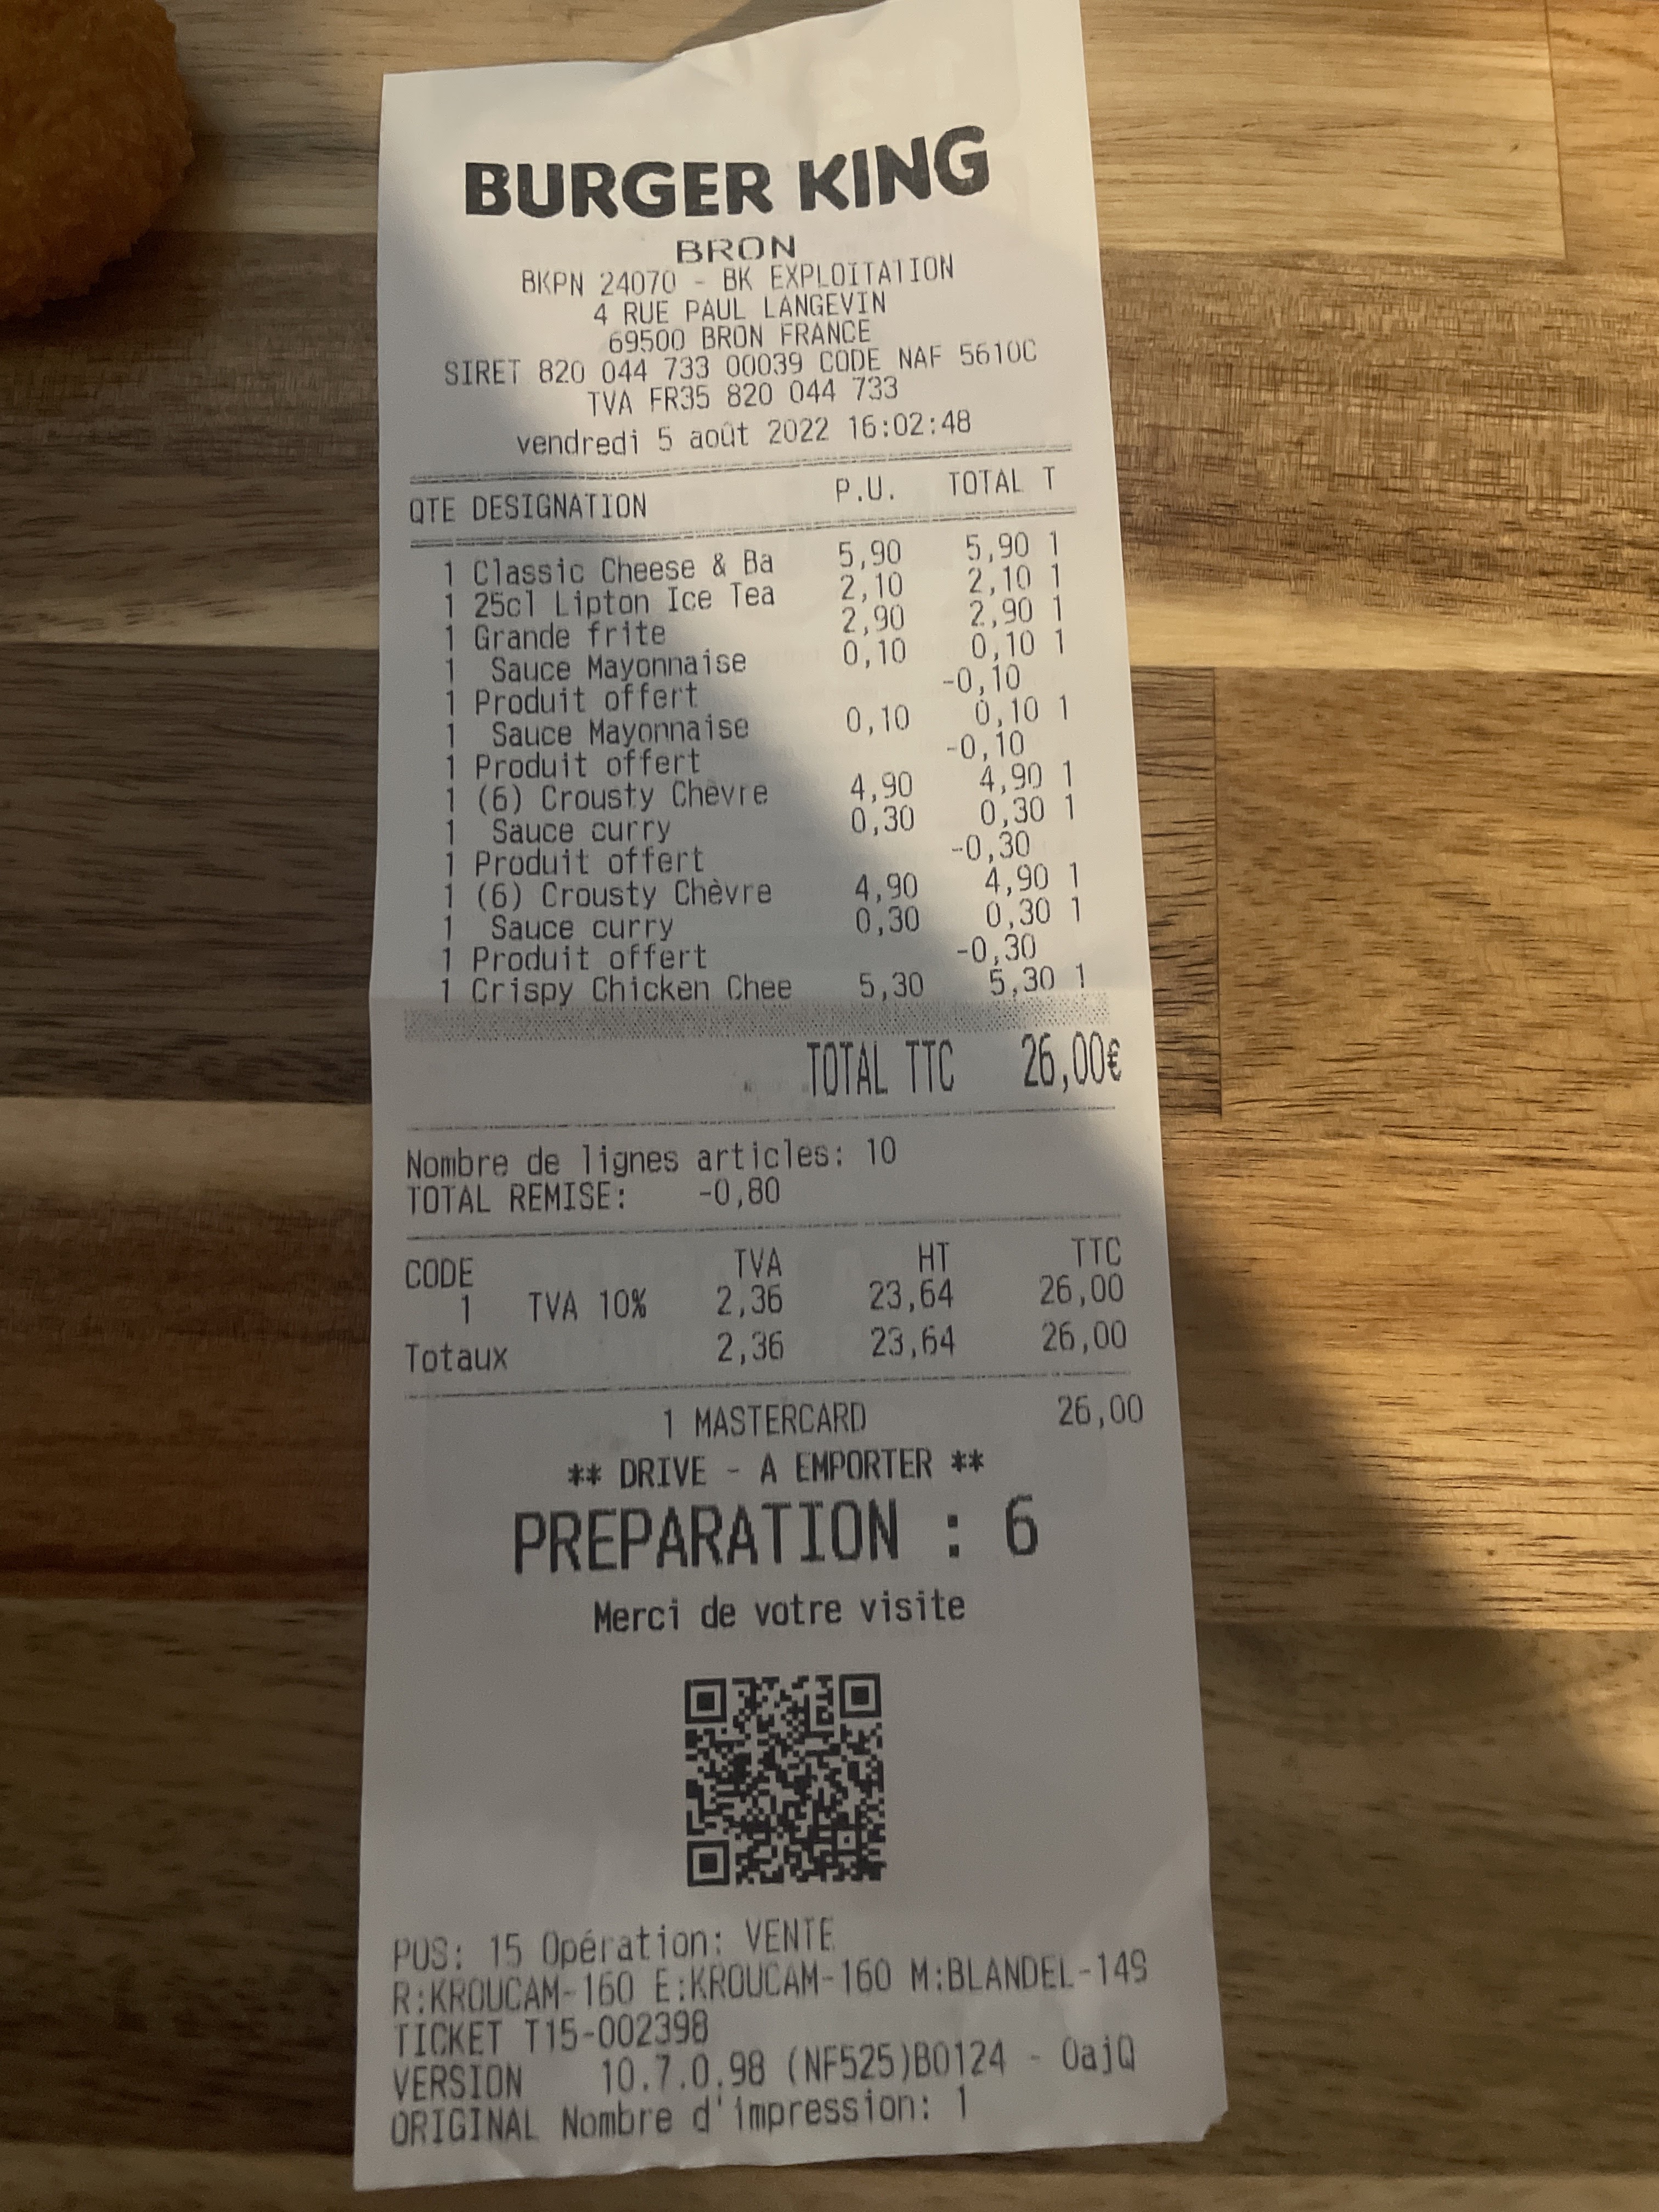 BURGER KING
BRON
BKPN 24070 - BK EXPLOITATION
4 RUE PAUL LANGEVIN
69500 BRON FRANCE
SIRET 820 044 733 00039 CODE NAF 5610C
TVA FR35 820 044 733
vendredi 5 août 2022 16:02:48
QTE DESIGNATION P.U. TOTAL T
1 Classic Cheese & Ba 5,90 5,90 1
1 25cl Lipton Ice Tea 2,10 2,10 1
1 Grande frite 2,90 2,90 1
1 Sauce Mayonnaise 0,10 0,10 1
1 Produit offert -0,10
1 Sauce Mayonnaise 0,10 0,10 1
1 Produit offert -0,10
1 (6) Crousty Chèvre 4,90 4,90 1
1 Sauce curry 0,30 0,30 1
1 Produit offert -0,30
1 (6) Crousty Chèvre 4,90 4,90 1
1 Sauce curry 0,30 0,30 1
1 Produit offert -0,30
1 Crispy Chicken Chee 5,30 5,30 1
TOTAL TTC 26,00€
Nombre de lignes articles: 10
TOTAL REMISE: -0,80
CODE TVA HT TTC
1 TVA 10% 2,36 23,64 26,00
Totaux 2,36 23,64 26,00
1 MASTERCARD 26,00
** DRIVE - A EMPORTER **
PREPARATION : 6
Merci de votre visite
POS: 15 Opération: VENTE
R:KROUCAM-160 E:KROUCAM-160 M:BLANDEL-149
TICKET T15-002398
VERSION 10.7.0.98 (NF525)B0124 - OajQ
ORIGINAL Nombre d'impression: 1